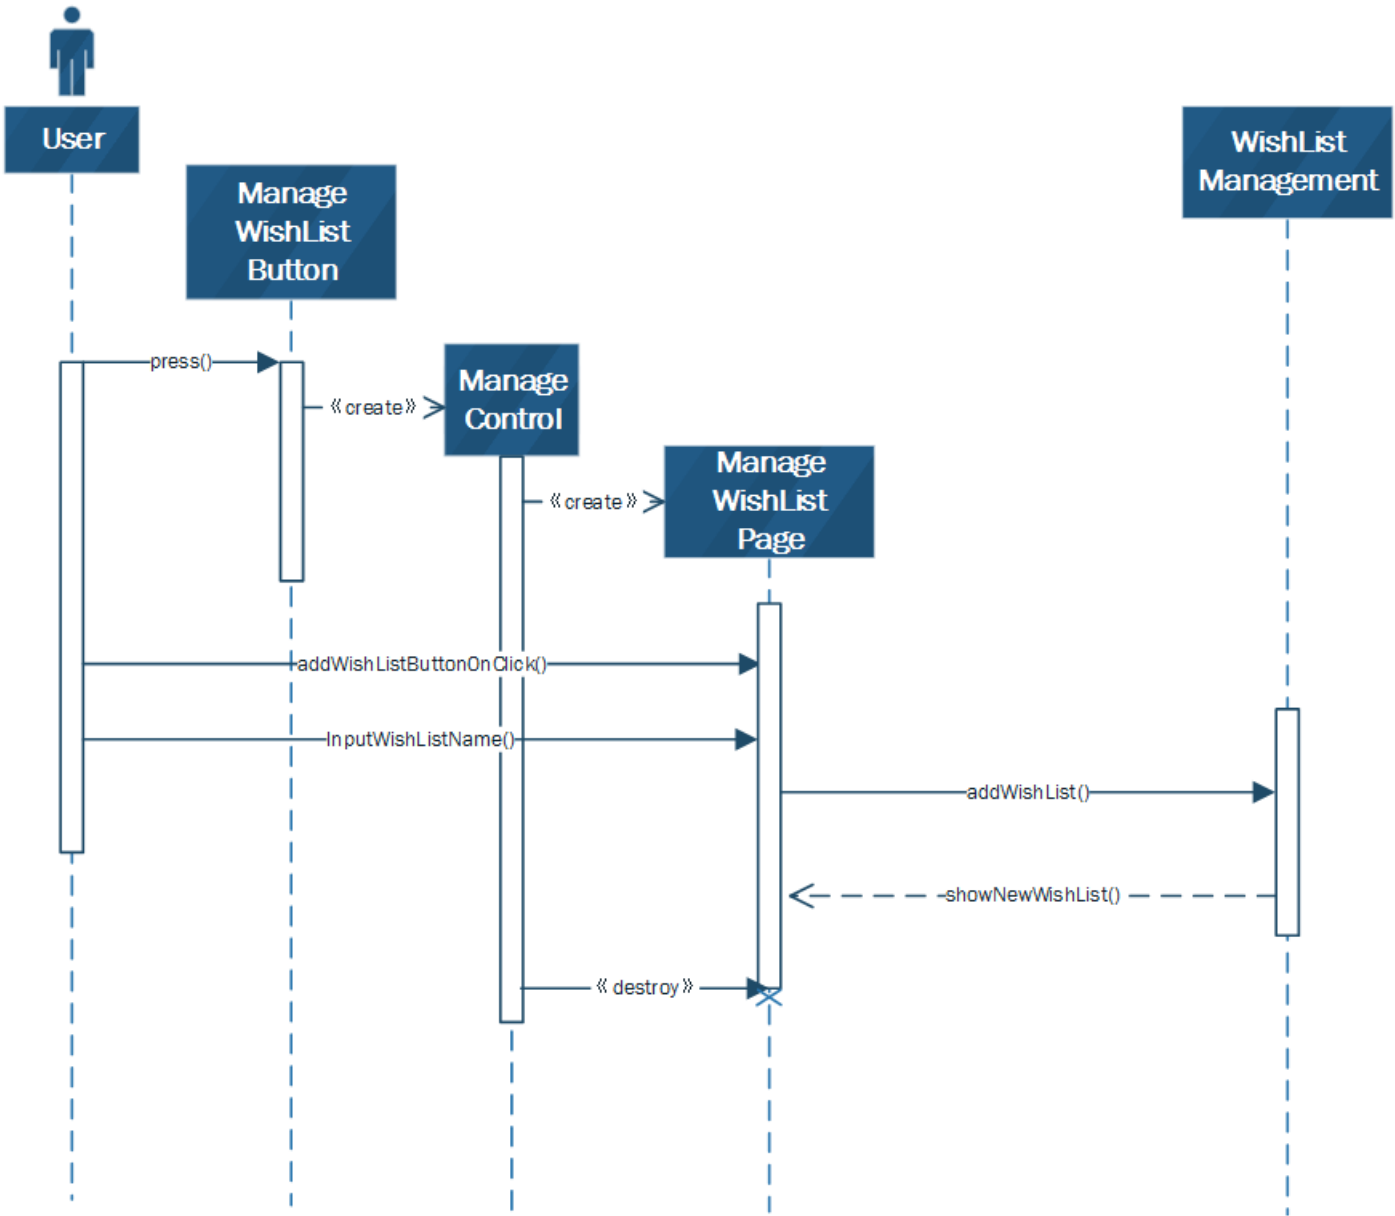 User
WishList
Management
Manage
WishList
Button
press()
《create》
Manage
Control
《create》
Manage
WishList
Page
addWishListButtonOnClick()
InputWishListName()
addWishList()
showNewWishList()
《destroy》